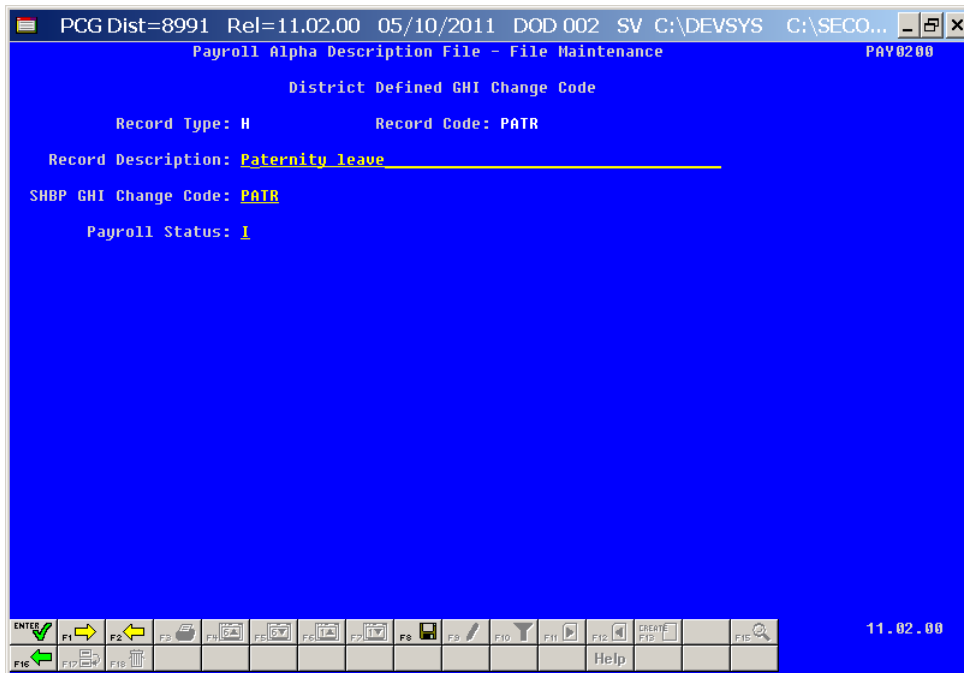 PCG Dist=8991 Rel=11.02.00 05/10/2011 DOD 002 SV C:\DEVSYS C:\SECO...
Payroll Alpha Description File - File Maintenance PAY0200
District Defined GHI Change Code
Record Type: H Record Code: PATR
Record Description: Paternity leave
SHBP GHI Change Code: PATR
Payroll Status: I
ENTER F1 F2 F3 F4 F5 F6 F7 F8 F9 F10 F11 F12 CREATE F13 F15 11.02.00
F16 F17 F18 Help